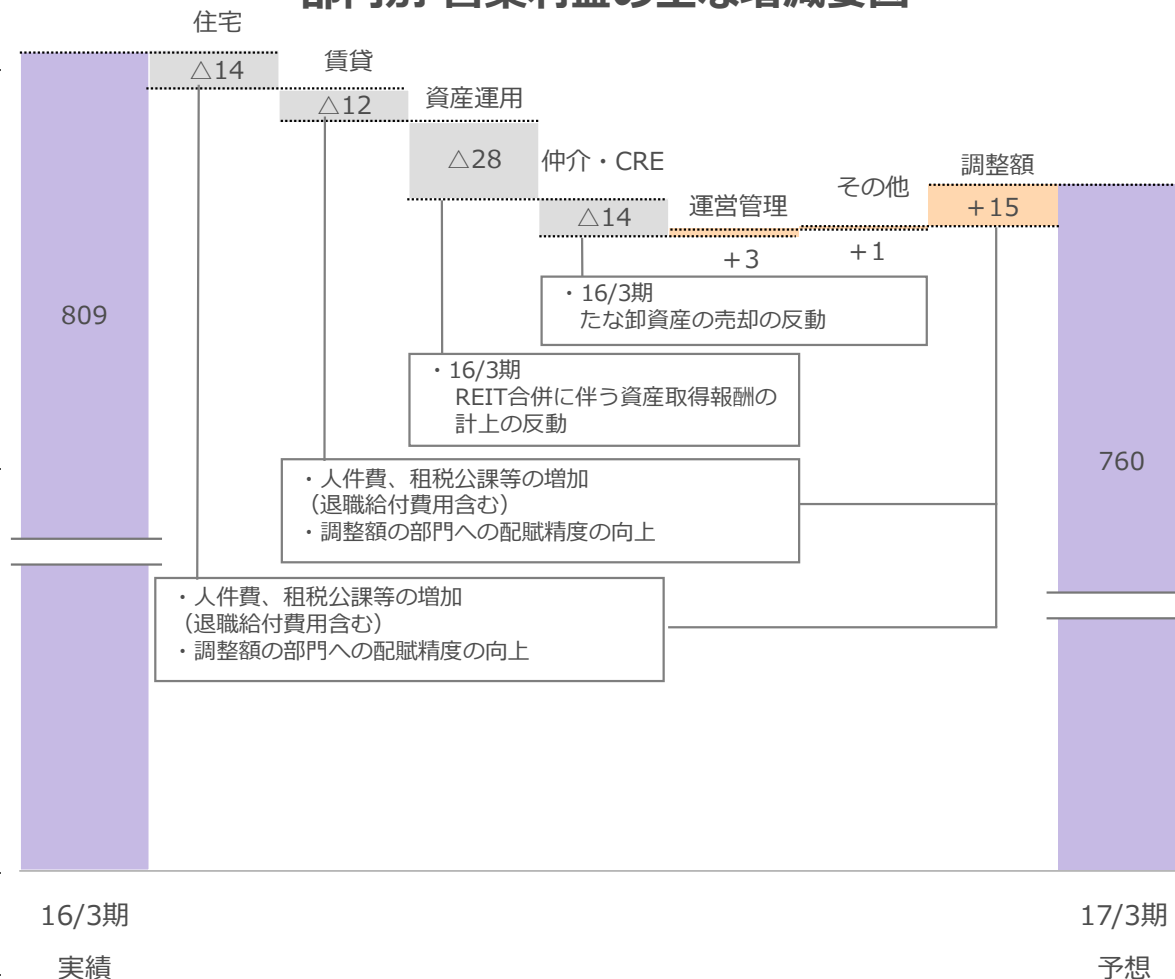 部門別 営業利益の主な増減要因
住宅
△14
賃貸
△12
資産運用
△28
仲介・CRE
△14
運営管理
＋3
その他
＋1
調整額
＋15
809
・16/3期
たな卸資産の売却の反動
・16/3期
REIT合併に伴う資産取得報酬の
計上の反動
・人件費、租税公課等の増加
（退職給付費用含む）
・調整額の部門への配賦精度の向上
・人件費、租税公課等の増加
（退職給付費用含む）
・調整額の部門への配賦精度の向上
760
16/3期
実績
17/3期
予想